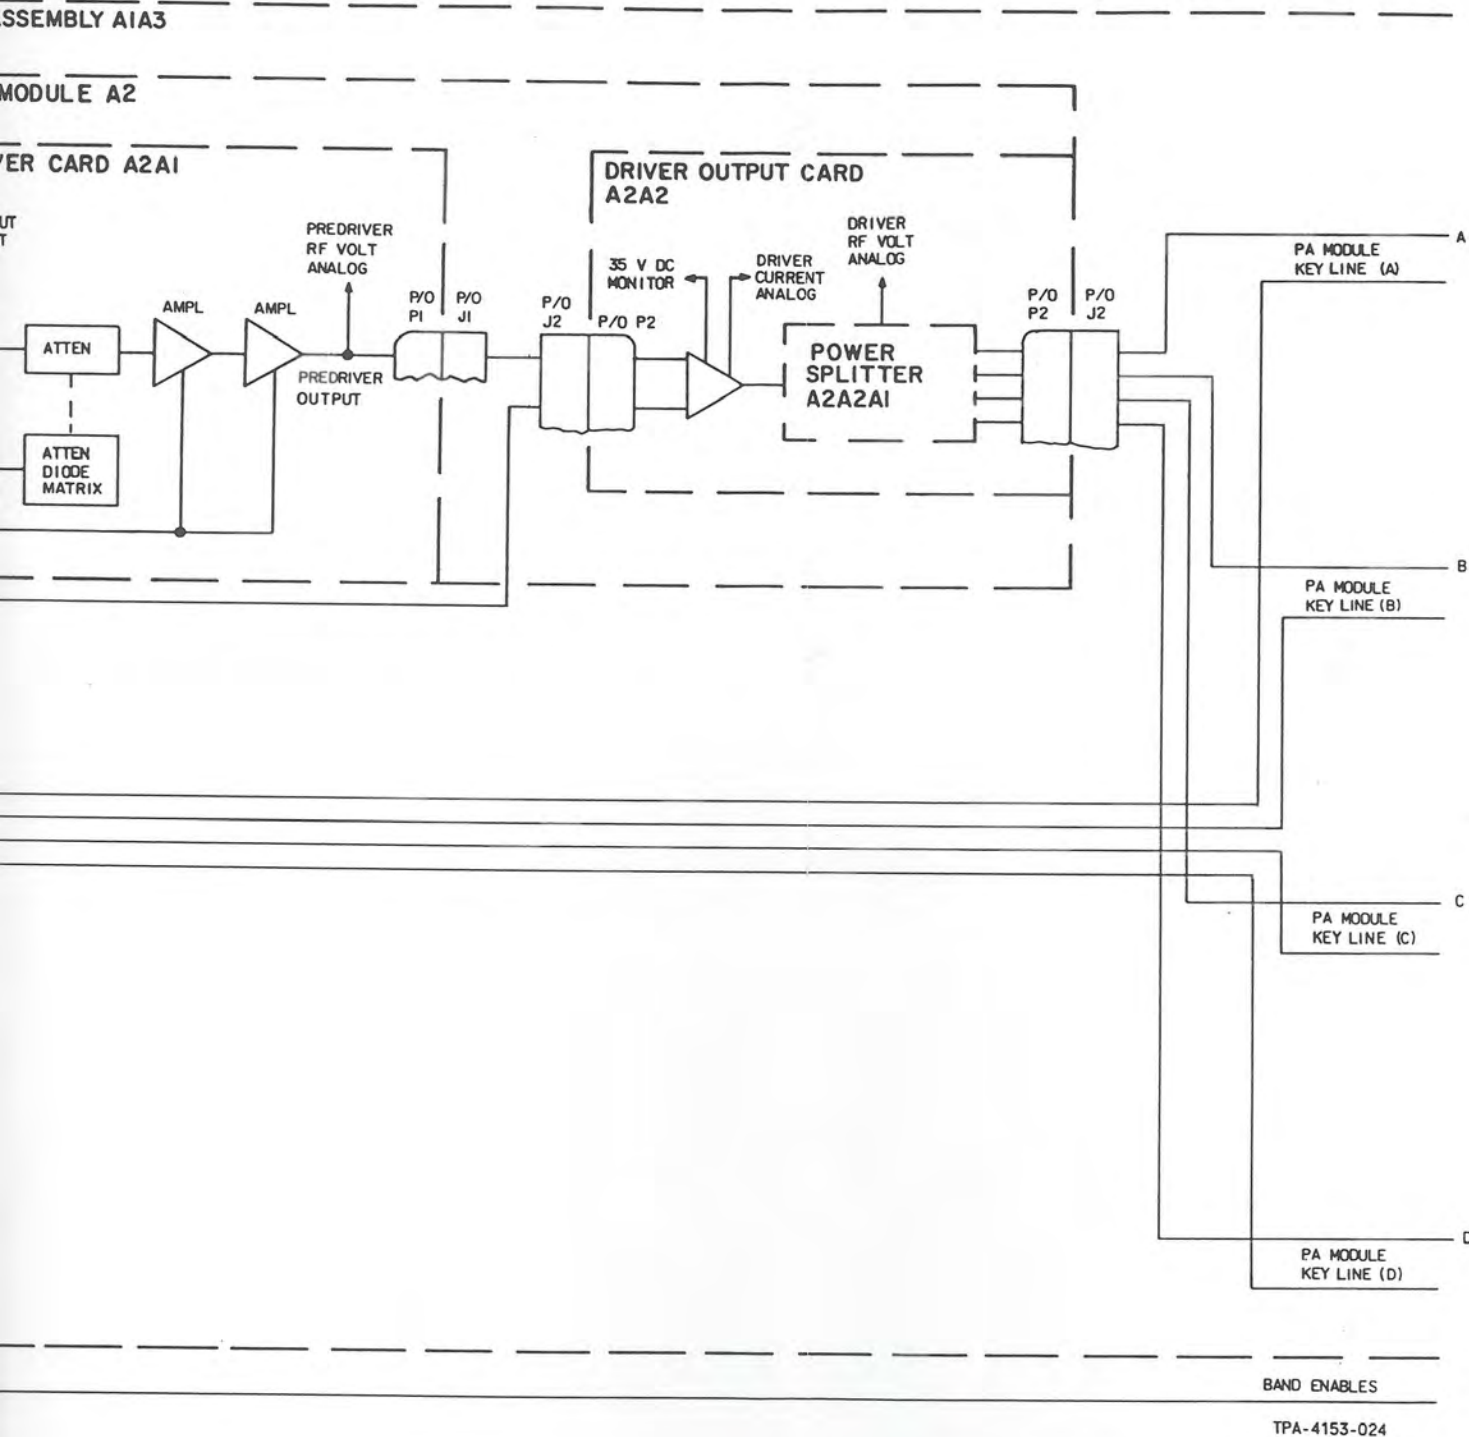 ASSEMBLY A1A3
MODULE A2
CARD A2A1
DRIVER OUTPUT CARD
A2A2
PREDRIVER
RF VOLT
ANALOG
DRIVER
RF VOLT
ANALOG
35 V DC
MONITOR
DRIVER
CURRENT
ANALOG
AMPL
AMPL
P/O
P1
P/O
J1
P/O
J2
P/O P2
P/O
P2
P/O
J2
ATTEN
PREDRIVER
OUTPUT
POWER
SPLITTER
A2A2A1
ATTEN
DIODE
MATRIX
A
PA MODULE
KEY LINE (A)
B
PA MODULE
KEY LINE (B)
C
PA MODULE
KEY LINE (C)
D
PA MODULE
KEY LINE (D)
BAND ENABLES
TPA-4153-024